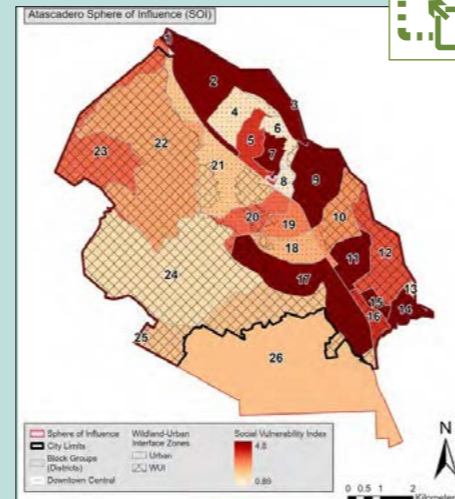 Atascadero Sphere of Influence (SOI)
1
2
3
4
5
6
7
8
9
10
11
12
13
14
15
16
17
18
19
20
21
22
23
24
25
26
Sphere of Influence
City Limits
Block Groups
(Districts)
Downtown Central
Wildland-Urban
Interface Zones
Urban
WUI
Social Vulnerability Index
4.8
0.89
N
0 0.5 1 2
Kilometers